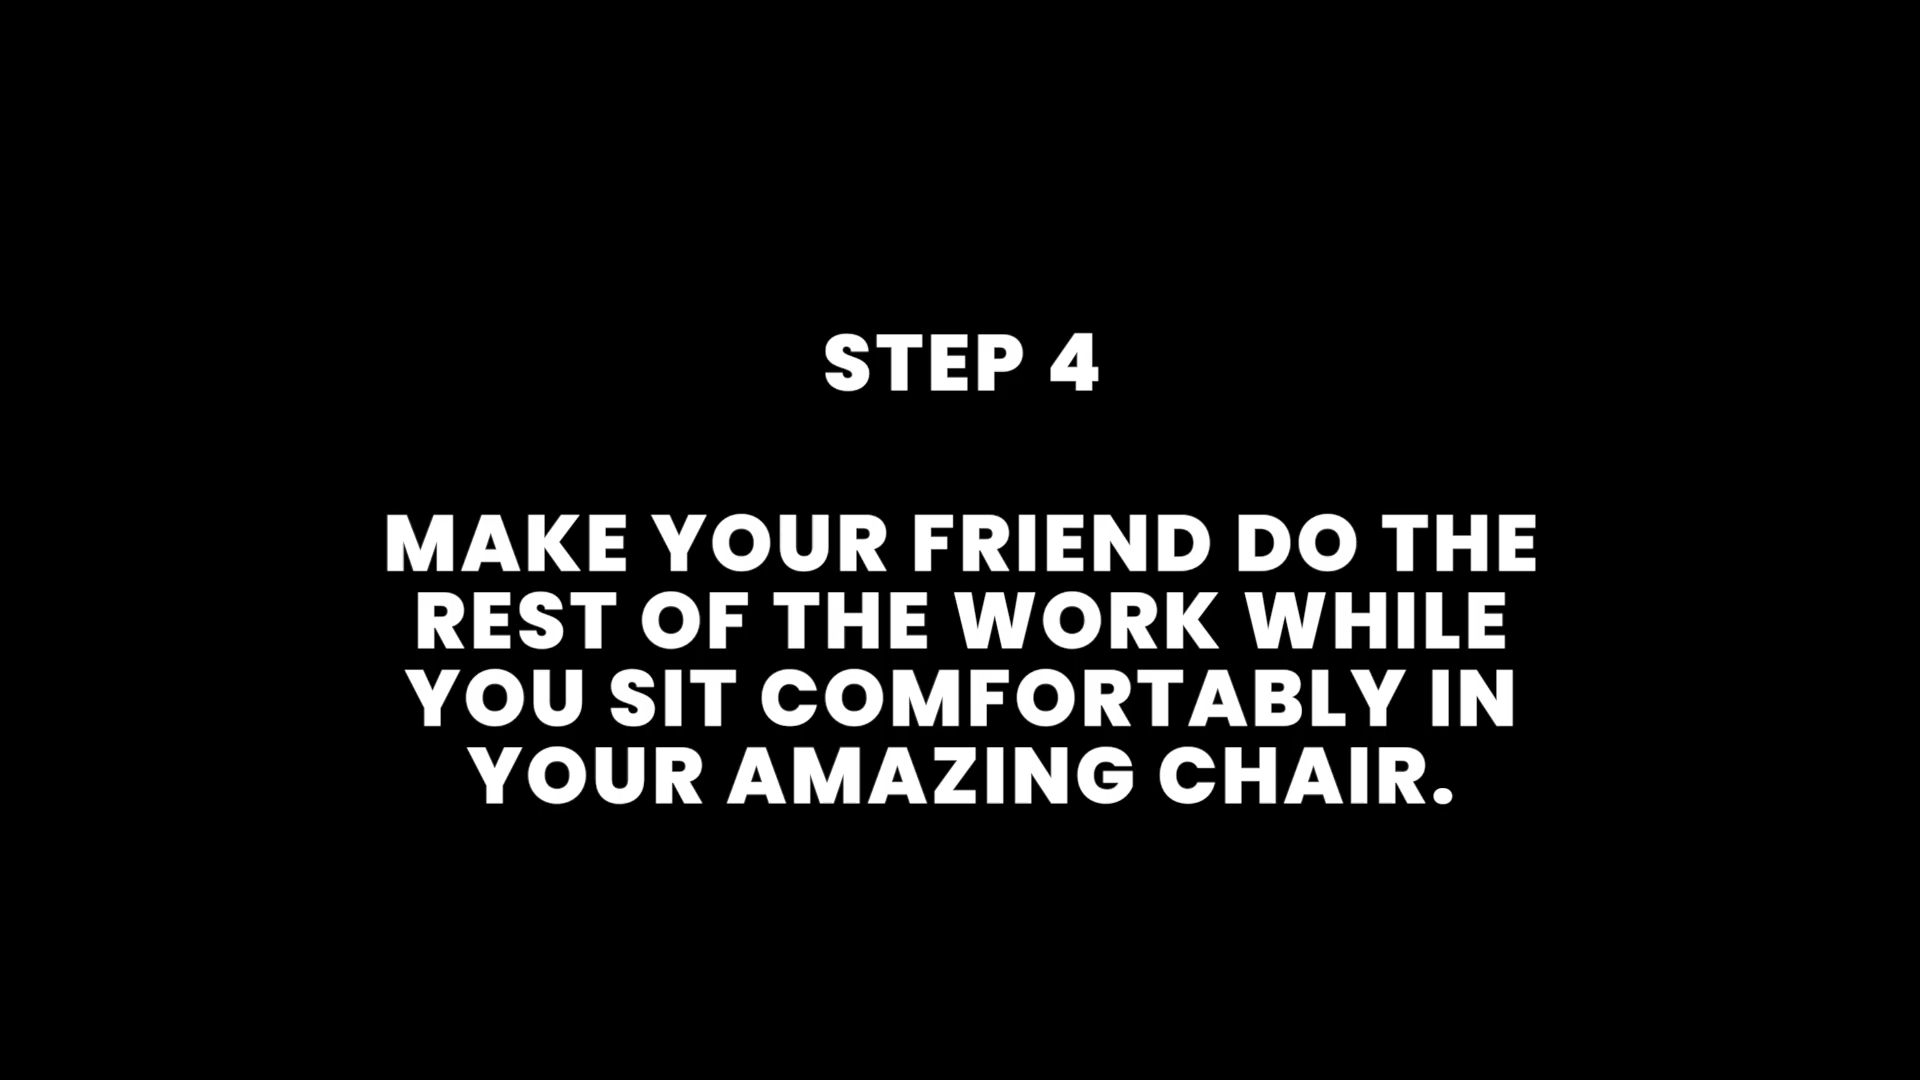 STEP 4
MAKE YOUR FRIEND DO THE
REST OF THE WORK WHILE
YOU SIT COMFORTABLY IN
YOUR AMAZING CHAIR.